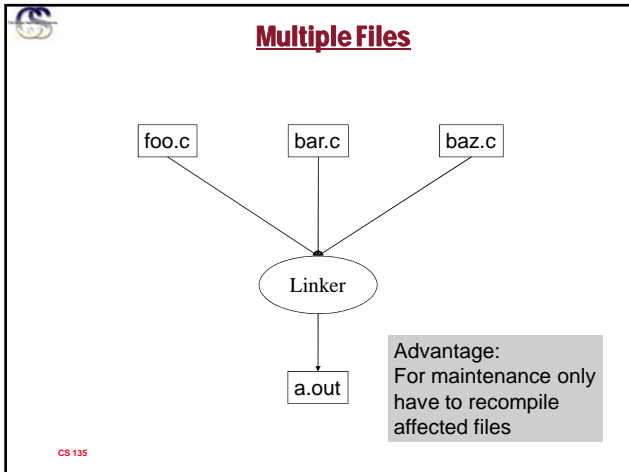 Multiple Files
foo.c
bar.c
baz.c
Linker
a.out
Advantage:
For maintenance only
have to recompile
affected files
CS 135